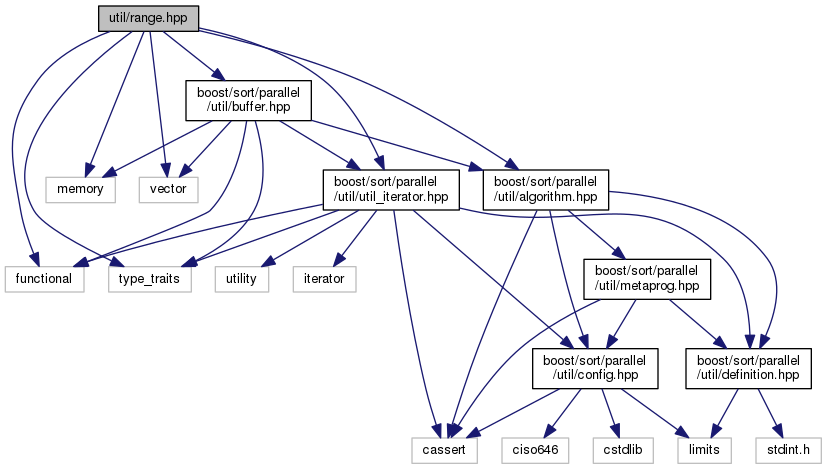 util/range.hpp
boost/sort/parallel
/util/buffer.hpp
memory
vector
boost/sort/parallel
/util/util_iterator.hpp
boost/sort/parallel
/util/algorithm.hpp
functional
type_traits
utility
iterator
boost/sort/parallel
/util/metaprog.hpp
boost/sort/parallel
/util/config.hpp
boost/sort/parallel
/util/definition.hpp
cassert
ciso646
cstdlib
limits
stdint.h